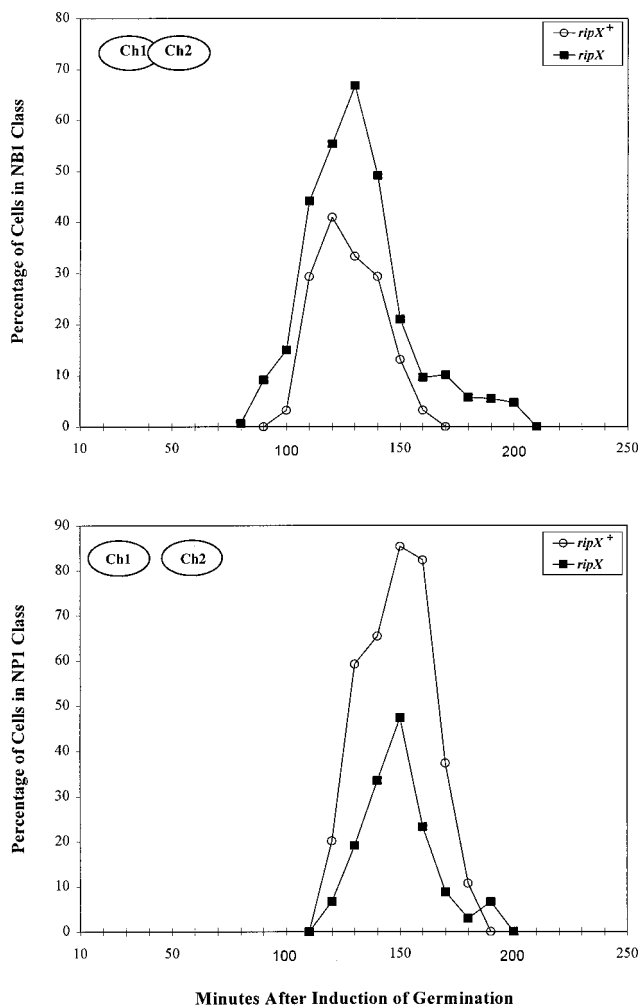 80
Ch1 Ch2
ripX+
ripX
70
60
50
40
30
20
10
0
Percentage of Cells in NB1 Class
10 50 100 150 200 250
90
Ch1 Ch2
ripX+
ripX
80
70
60
50
40
30
20
10
0
Percentage of Cells in NP1 Class
10 50 100 150 200 250
Minutes After Induction of Germination